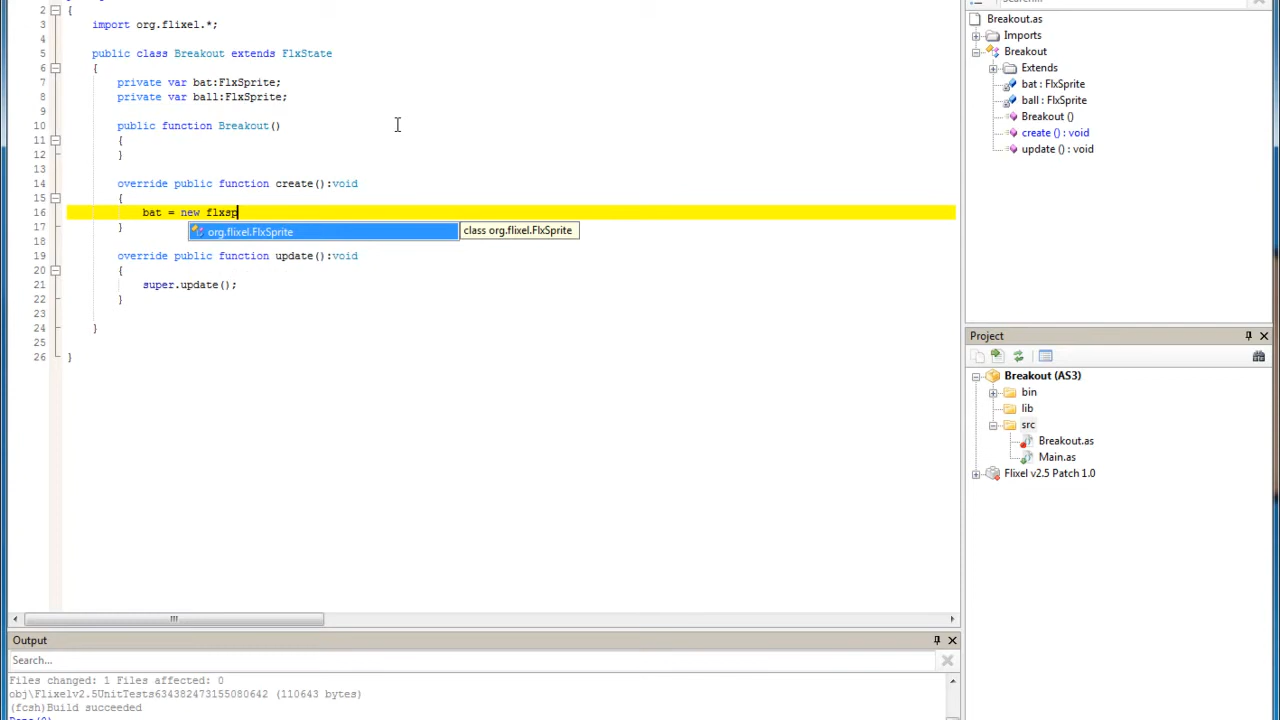 2 {
3 import org.flixel.*;
4
5 public class Breakout extends FlxState
6 {
7 private var bat:FlxSprite;
8 private var ball:FlxSprite;
9
10 public function Breakout()
11 {
12 }
13
14 override public function create():void
15 {
16 bat = new flxsp
org.flixel.FlxSprite
class org.flixel.FlxSprite
17 }
18
19 override public function update():void
20 {
21 super.update();
22 }
23
24 }
25
26 }
Breakout.as
Imports
Breakout
Extends
bat : FlxSprite
ball : FlxSprite
Breakout ()
create () : void
update () : void
Project
Breakout (AS3)
bin
lib
src
Breakout.as
Main.as
Flixel v2.5 Patch 1.0
Output
Search...
Files changed: 1 Files affected: 0
obj\Flixelv2.5UnitTests634382473155080642 (110643 bytes)
(fcsh)Build succeeded